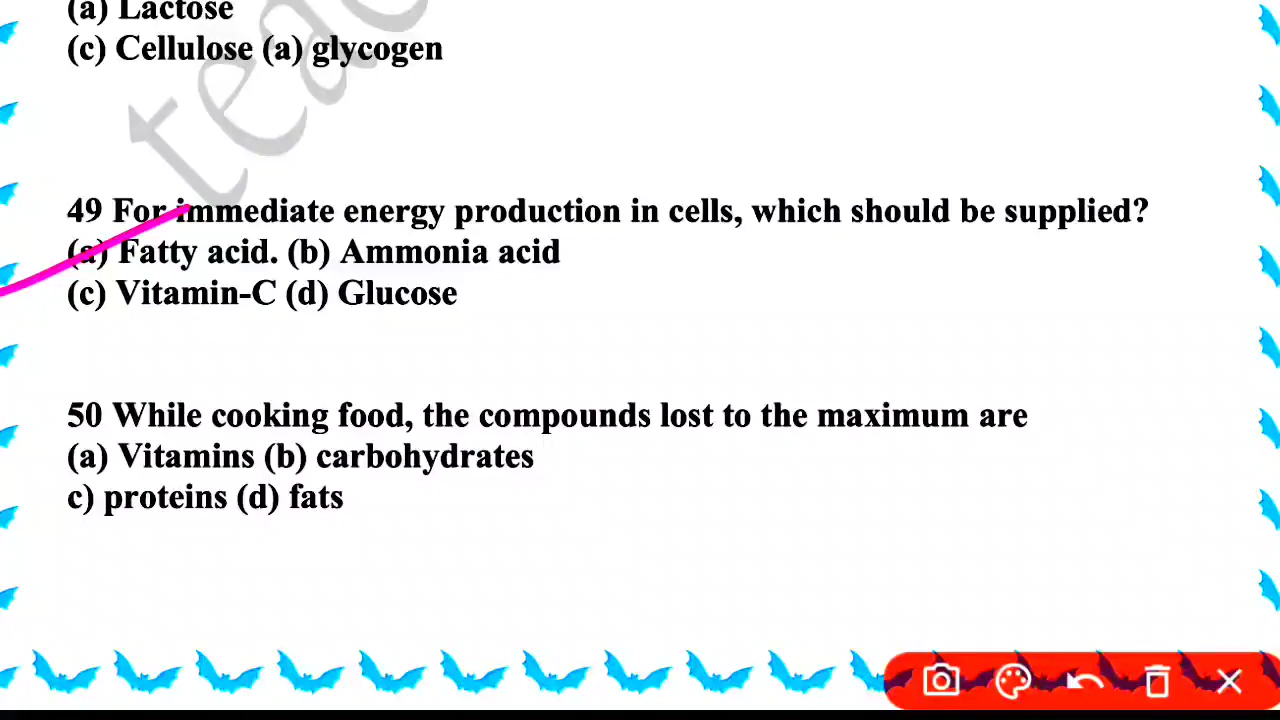 (a) Lactose
(c) Cellulose (a) glycogen
teac
49 For immediate energy production in cells, which should be supplied?
(a) Fatty acid. (b) Ammonia acid
(c) Vitamin-C (d) Glucose
50 While cooking food, the compounds lost to the maximum are
(a) Vitamins (b) carbohydrates
c) proteins (d) fats